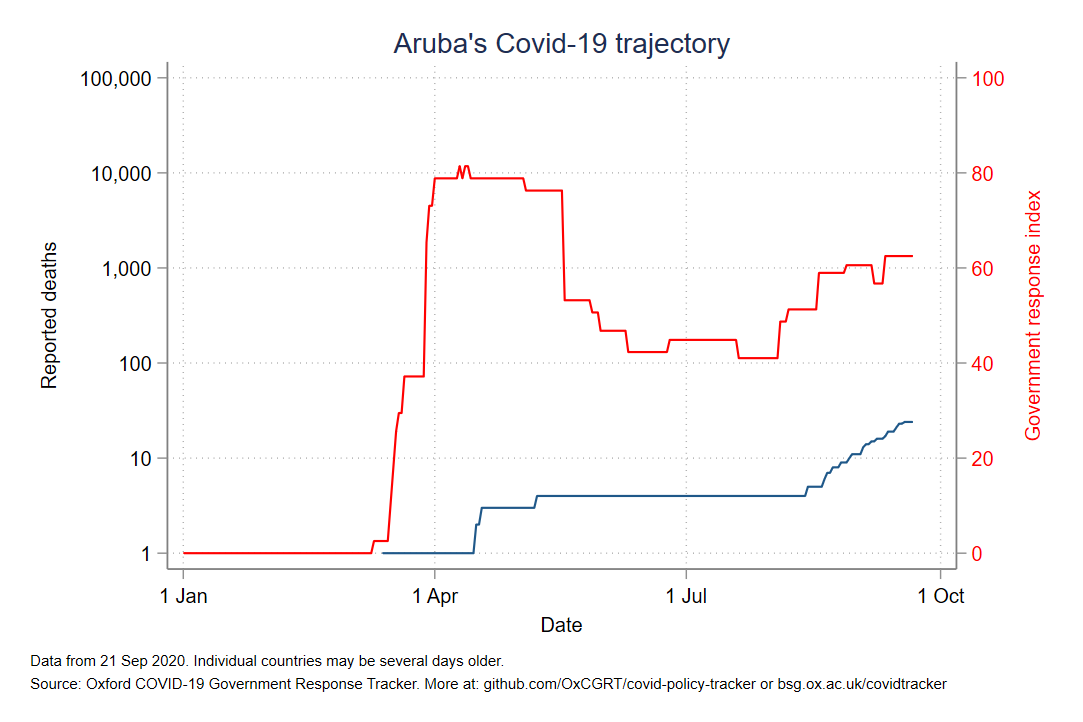 Aruba's Covid-19 trajectory
100,000
10,000
1,000
100
10
1
Reported deaths
100
80
60
40
20
0
Government response index
1 Jan
1 Apr
1 Jul
1 Oct
Date
Data from 21 Sep 2020. Individual countries may be several days older.
Source: Oxford COVID-19 Government Response Tracker. More at: github.com/OxCGRT/covid-policy-tracker or bsg.ox.ac.uk/covidtracker